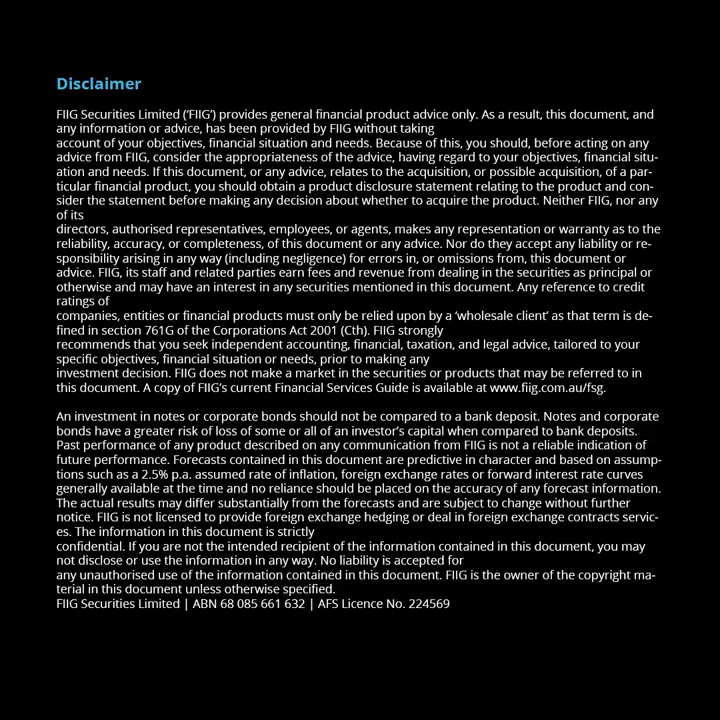 Disclaimer
FIIG Securities Limited (‘FIIG’) provides general financial product advice only. As a result, this document, and
any information or advice, has been provided by FIIG without taking
account of your objectives, financial situation and needs. Because of this, you should, before acting on any
advice from FIIG, consider the appropriateness of the advice, having regard to your objectives, financial situ-
ation and needs. If this document, or any advice, relates to the acquisition, or possible acquisition, of a par-
ticular financial product, you should obtain a product disclosure statement relating to the product and con-
sider the statement before making any decision about whether to acquire the product. Neither FIIG, nor any
of its
directors, authorised representatives, employees, or agents, makes any representation or warranty as to the
reliability, accuracy, or completeness, of this document or any advice. Nor do they accept any liability or re-
sponsibility arising in any way (including negligence) for errors in, or omissions from, this document or
advice. FIIG, its staff and related parties earn fees and revenue from dealing in the securities as principal or
otherwise and may have an interest in any securities mentioned in this document. Any reference to credit
ratings of
companies, entities or financial products must only be relied upon by a ‘wholesale client’ as that term is de-
fined in section 761G of the Corporations Act 2001 (Cth). FIIG strongly
recommends that you seek independent accounting, financial, taxation, and legal advice, tailored to your
specific objectives, financial situation or needs, prior to making any
investment decision. FIIG does not make a market in the securities or products that may be referred to in
this document. A copy of FIIG’s current Financial Services Guide is available at www.fiig.com.au/fsg.
An investment in notes or corporate bonds should not be compared to a bank deposit. Notes and corporate
bonds have a greater risk of loss of some or all of an investor’s capital when compared to bank deposits.
Past performance of any product described on any communication from FIIG is not a reliable indication of
future performance. Forecasts contained in this document are predictive in character and based on assump-
tions such as a 2.5% p.a. assumed rate of inflation, foreign exchange rates or forward interest rate curves
generally available at the time and no reliance should be placed on the accuracy of any forecast information.
The actual results may differ substantially from the forecasts and are subject to change without further
notice. FIIG is not licensed to provide foreign exchange hedging or deal in foreign exchange contracts servic-
es. The information in this document is strictly
confidential. If you are not the intended recipient of the information contained in this document, you may
not disclose or use the information in any way. No liability is accepted for
any unauthorised use of the information contained in this document. FIIG is the owner of the copyright ma-
terial in this document unless otherwise specified.
FIIG Securities Limited | ABN 68 085 661 632 | AFS Licence No. 224569